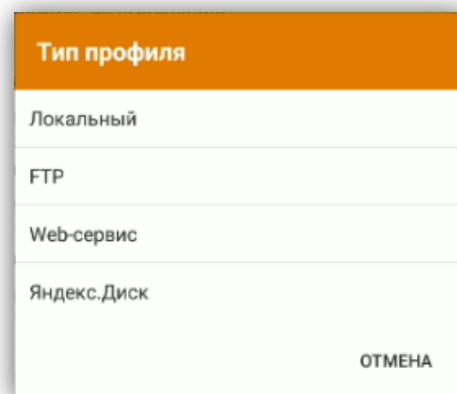 Тип профиля
Локальный
FTP
Web-сервис
Яндекс.Диск
ОТМЕНА